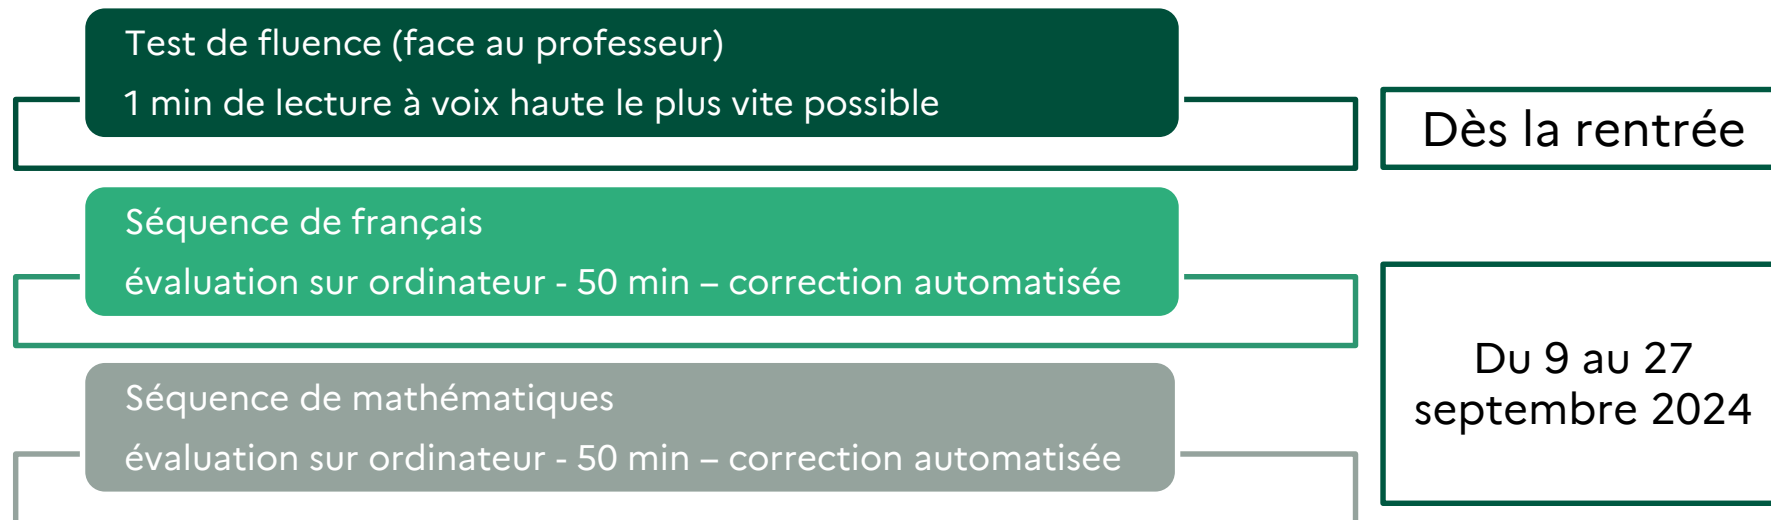 Test de fluence (face au professeur)
1 min de lecture à voix haute le plus vite possible
Dès la rentrée
Séquence de français
évaluation sur ordinateur - 50 min – correction automatisée
Séquence de mathématiques
évaluation sur ordinateur - 50 min – correction automatisée
Du 9 au 27
septembre 2024